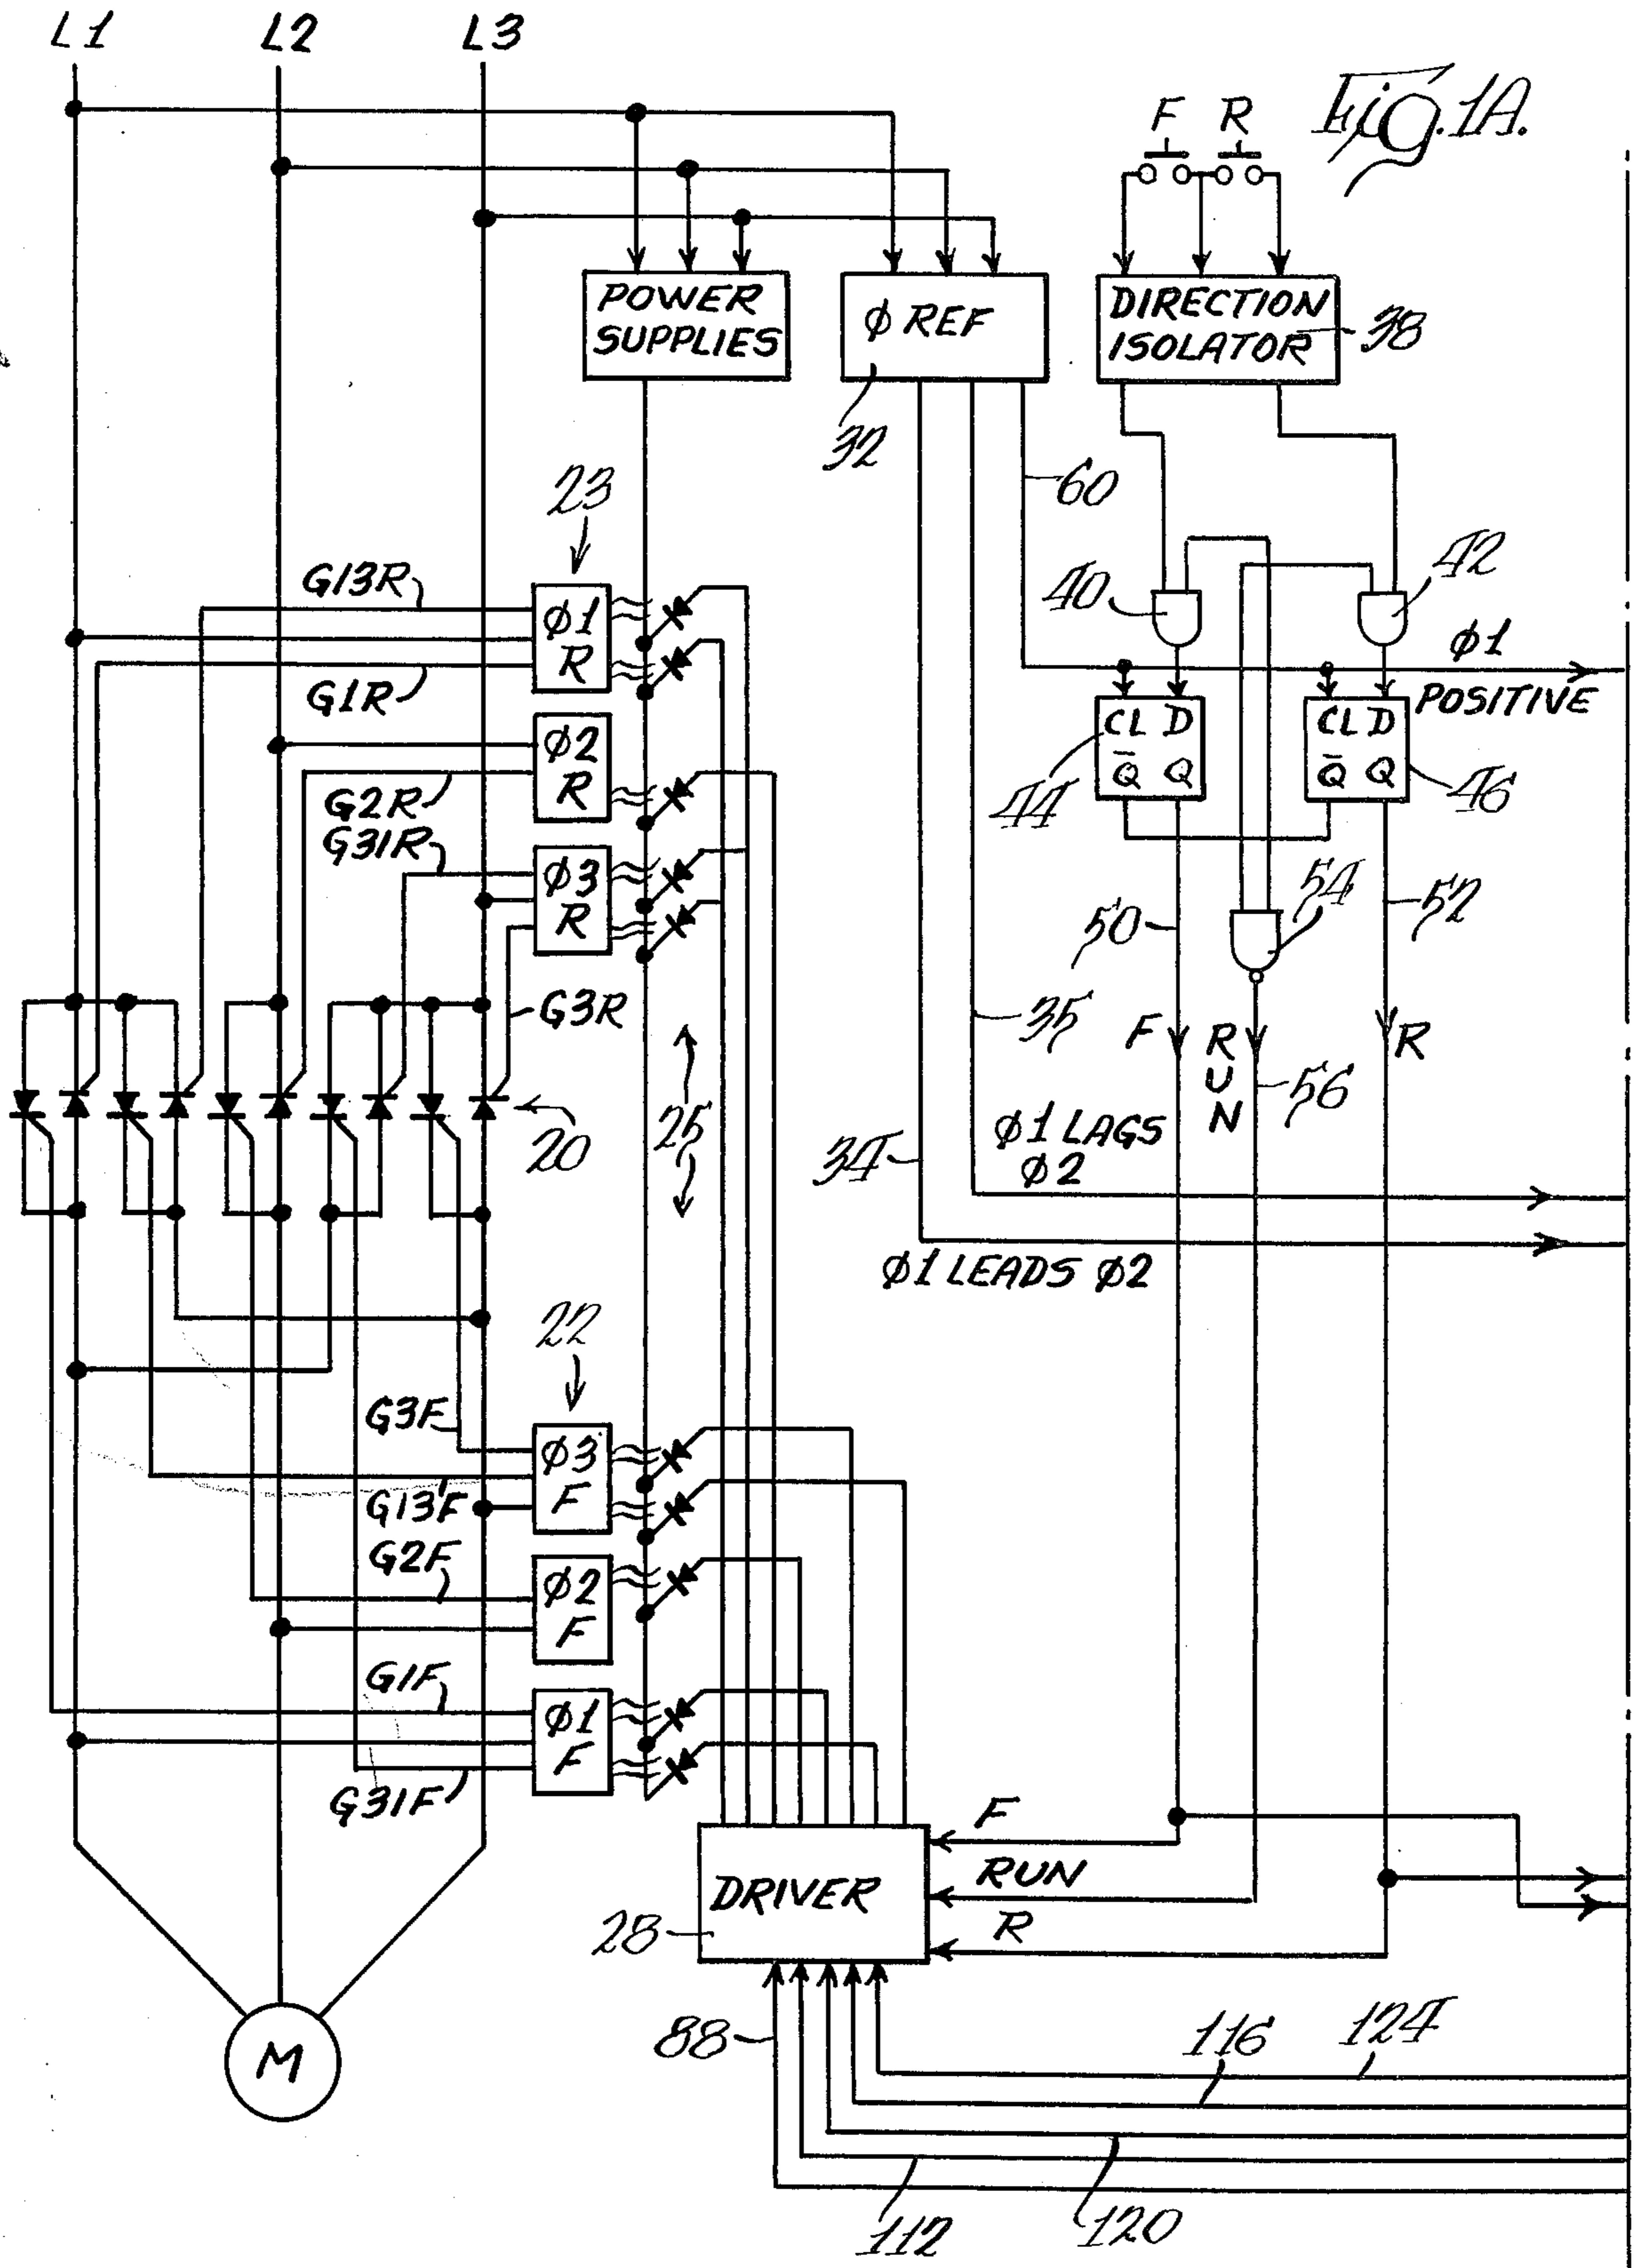 L1 L2 L3
Fig. 1A.
F R
POWER
SUPPLIES
ϕ REF
DIRECTION
ISOLATOR
38
32
60
23
G13R
ϕ1
R
G1R
40
42
ϕ1
POSITIVE
ϕ2
R
G2R
CL D
Q̄ Q
44
CL D
Q̄ Q
46
G31R
ϕ3
R
G3R
50
54
52
35
F
RUN
R
56
20
25
34
ϕ1 LAGS
ϕ2
ϕ1 LEADS ϕ2
22
G3F
ϕ3
F
G13F
G2F
ϕ2
F
G1F
ϕ1
F
G31F
F
RUN
R
DRIVER
28
M
88
116
124
112
120